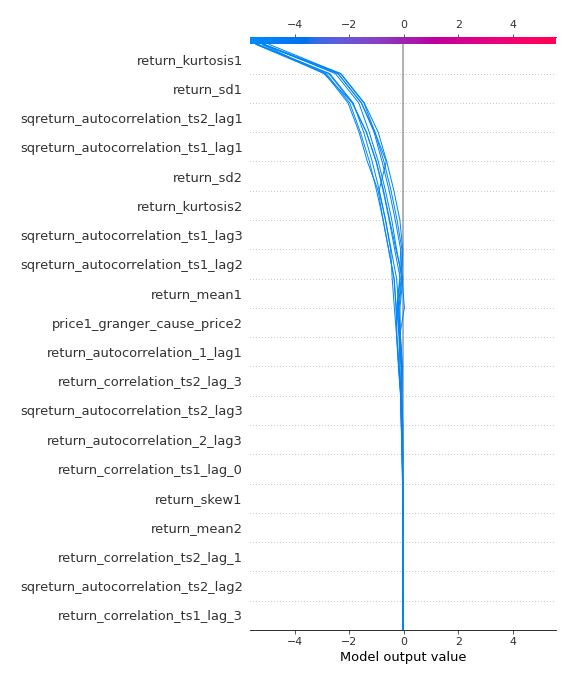 −4 −2 0 2 4
return_kurtosis1
return_sd1
sqreturn_autocorrelation_ts2_lag1
sqreturn_autocorrelation_ts1_lag1
return_sd2
return_kurtosis2
sqreturn_autocorrelation_ts1_lag3
sqreturn_autocorrelation_ts1_lag2
return_mean1
price1_granger_cause_price2
return_autocorrelation_1_lag1
return_correlation_ts2_lag_3
sqreturn_autocorrelation_ts2_lag3
return_autocorrelation_2_lag3
return_correlation_ts1_lag_0
return_skew1
return_mean2
return_correlation_ts2_lag_1
sqreturn_autocorrelation_ts2_lag2
return_correlation_ts1_lag_3
−4 −2 0 2 4
Model output value